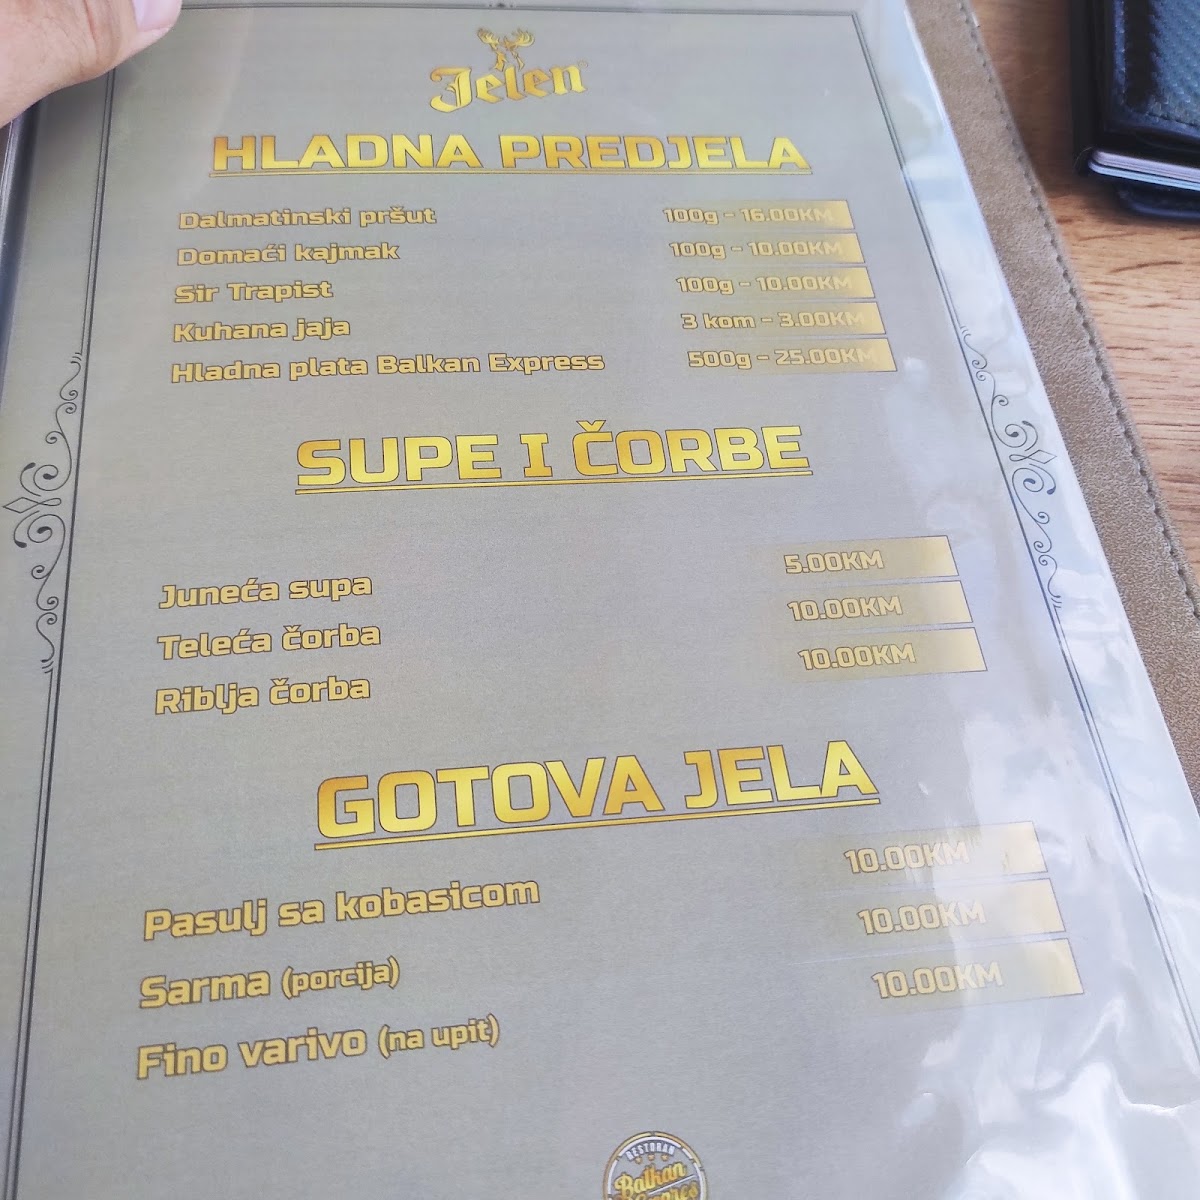 Jelen
HLADNA PREDJELA
Dalmatinski pršut 100g - 16.00KM
Domaći kajmak 100g - 10.00KM
Sir Trapist 100g - 10.00KM
Kuhana jaja 3 kom - 3.00KM
Hladna plata Balkan Express 500g - 25.00KM
SUPE I ČORBE
Juneća supa 5.00KM
Teleća čorba 10.00KM
Riblja čorba 10.00KM
GOTOVA JELA
Pasulj sa kobasicom 10.00KM
Sarma (porcija) 10.00KM
Fino varivo (na upit) 10.00KM
RESTORAN
Balkan